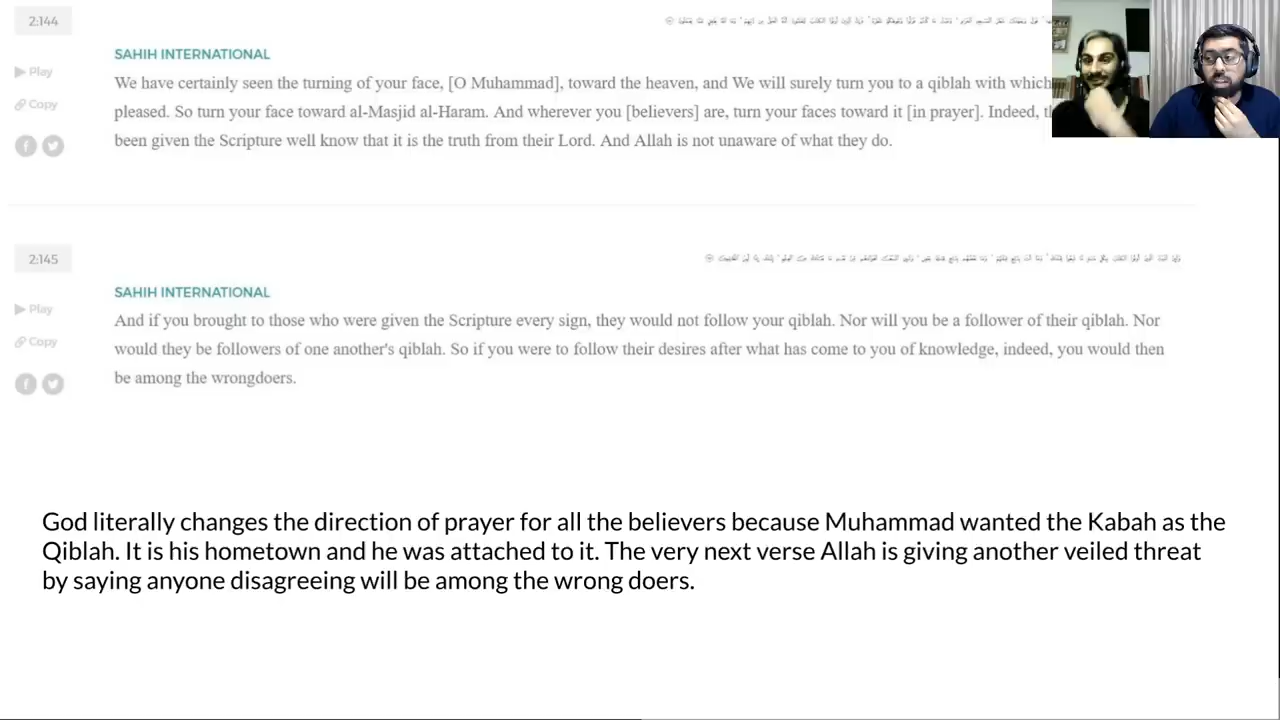 2:144
SAHIH INTERNATIONAL
Play
We have certainly seen the turning of your face, [O Muhammad], toward the heaven, and We will surely turn you to a qiblah with which
Copy
pleased. So turn your face toward al-Masjid al-Haram. And wherever you [believers] are, turn your faces toward it [in prayer]. Indeed,
been given the Scripture well know that it is the truth from their Lord. And Allah is not unaware of what they do.
2:145
SAHIH INTERNATIONAL
Play
And if you brought to those who were given the Scripture every sign, they would not follow your qiblah. Nor will you be a follower of their qiblah. Nor
Copy
would they be followers of one another's qiblah. So if you were to follow their desires after what has come to you of knowledge, indeed, you would then
be among the wrongdoers.
God literally changes the direction of prayer for all the believers because Muhammad wanted the Kabah as the
Qiblah. It is his hometown and he was attached to it. The very next verse Allah is giving another veiled threat
by saying anyone disagreeing will be among the wrong doers.